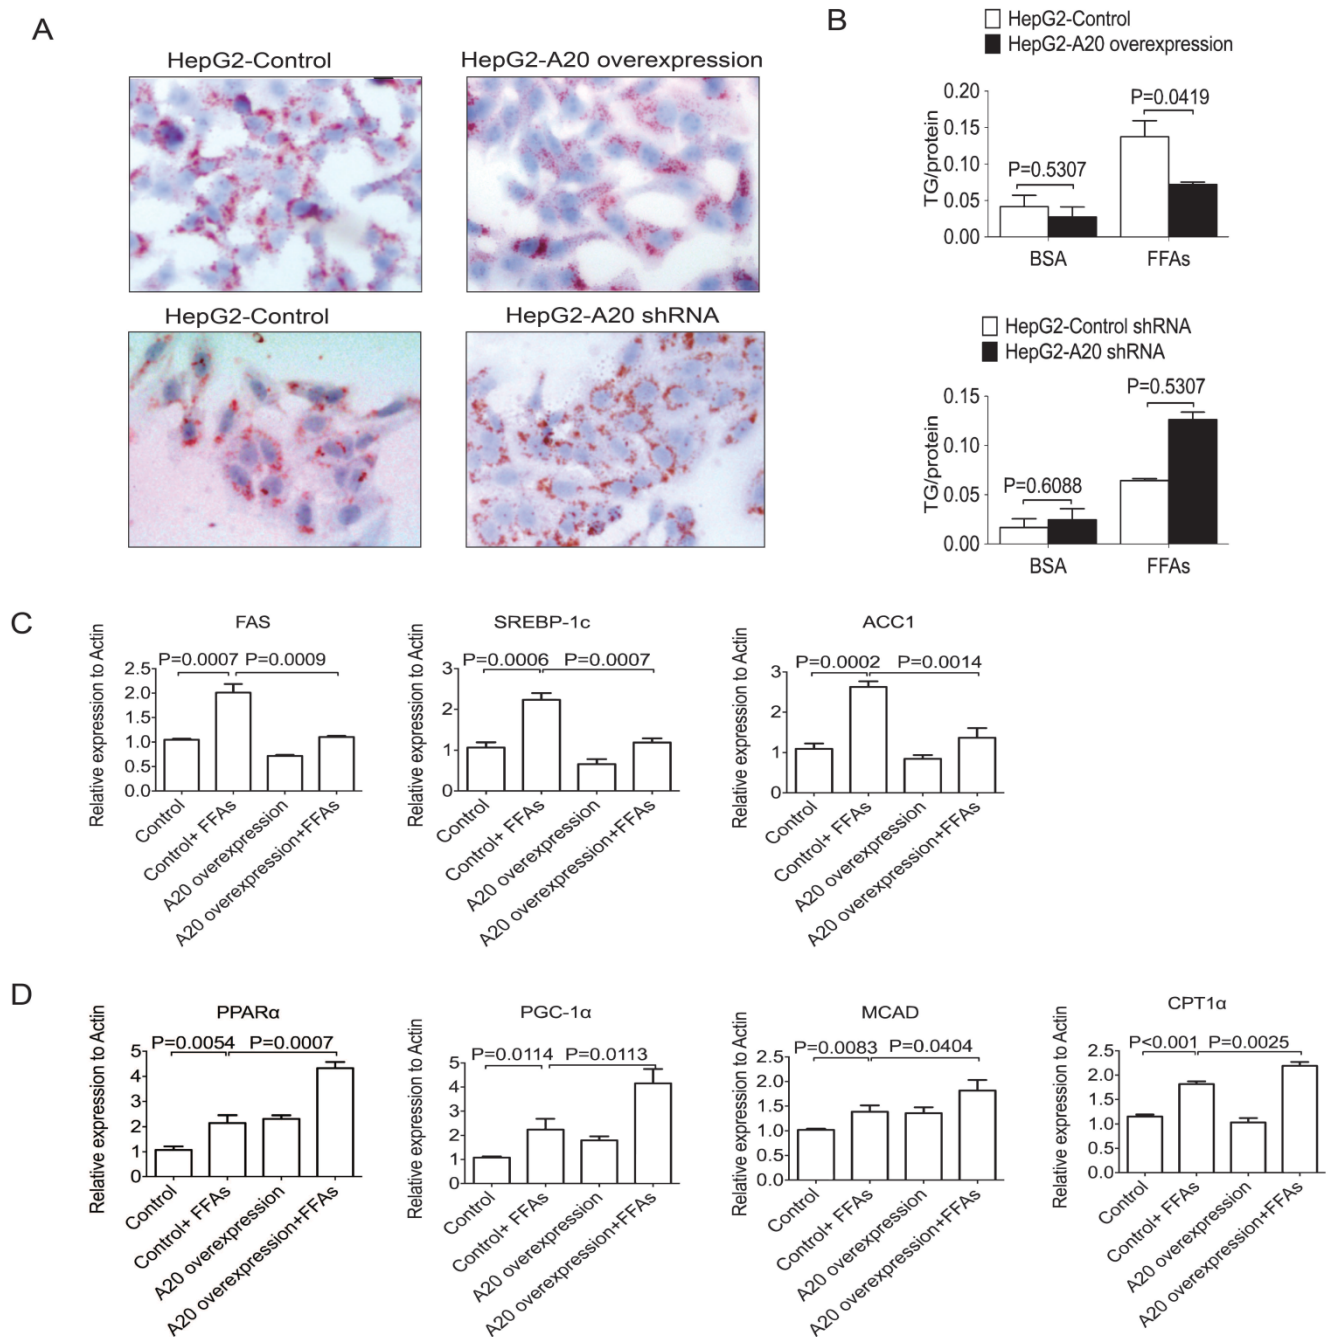 A
HepG2-Control
HepG2-A20 overexpression
HepG2-Control
HepG2-A20 shRNA
B
HepG2-Control
HepG2-A20 overexpression
TG/protein
0.20
0.15
0.10
0.05
0.00
P=0.5307
P=0.0419
BSA
FFAs
HepG2-Control shRNA
HepG2-A20 shRNA
TG/protein
0.15
0.10
0.05
0.00
P=0.6088
P=0.5307
BSA
FFAs
C
FAS
P=0.0007
P=0.0009
Relative expression to Actin
2.5
2.0
1.5
1.0
0.5
0.0
Control
Control+ FFAs
A20 overexpression
A20 overexpression+FFAs
SREBP-1c
P=0.0006
P=0.0007
Relative expression to Actin
3
2
1
0
Control
Control+ FFAs
A20 overexpression
A20 overexpression+FFAs
ACC1
P=0.0002
P=0.0014
Relative expression to Actin
3
2
1
0
Control
Control+ FFAs
A20 overexpression
A20 overexpression+FFAs
D
PPARα
P=0.0054
P=0.0007
Relative expression to Actin
5
4
3
2
1
0
Control
Control+ FFAs
A20 overexpression
A20 overexpression+FFAs
PGC-1α
P=0.0114
P=0.0113
Relative expression to Actin
5
4
3
2
1
0
Control
Control+ FFAs
A20 overexpression
A20 overexpression+FFAs
MCAD
P=0.0083
P=0.0404
Relative expression to Actin
2.5
2.0
1.5
1.0
0.5
0.0
Control
Control+ FFAs
A20 overexpression
A20 overexpression+FFAs
CPT1α
P<0.001
P=0.0025
Relative expression to Actin
2.5
2.0
1.5
1.0
0.5
0.0
Control
Control+ FFAs
A20 overexpression
A20 overexpression+FFAs